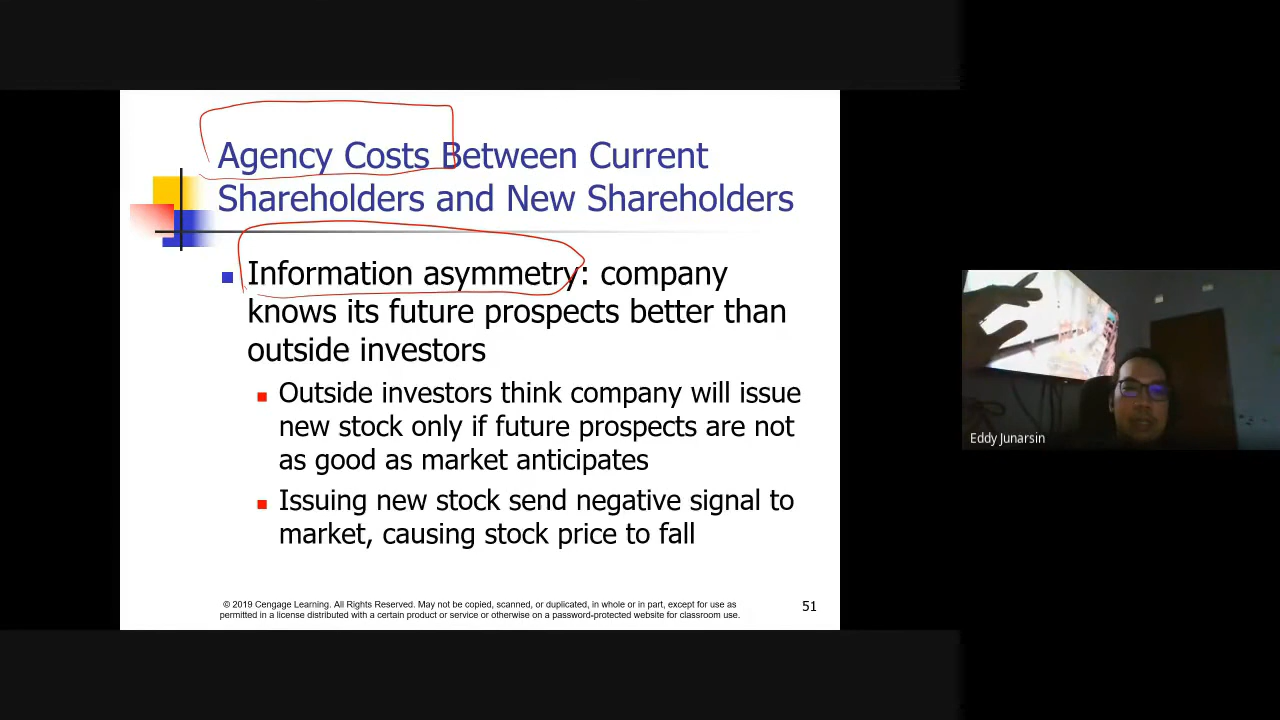 Agency Costs Between Current
Shareholders and New Shareholders
Information asymmetry: company
knows its future prospects better than
outside investors
Outside investors think company will issue
new stock only if future prospects are not
as good as market anticipates
Issuing new stock send negative signal to
market, causing stock price to fall
© 2019 Cengage Learning. All Rights Reserved. May not be copied, scanned, or duplicated, in whole or in part, except for use as
permitted in a license distributed with a certain product or service or otherwise on a password-protected website for classroom use.
51
Eddy Junarsin